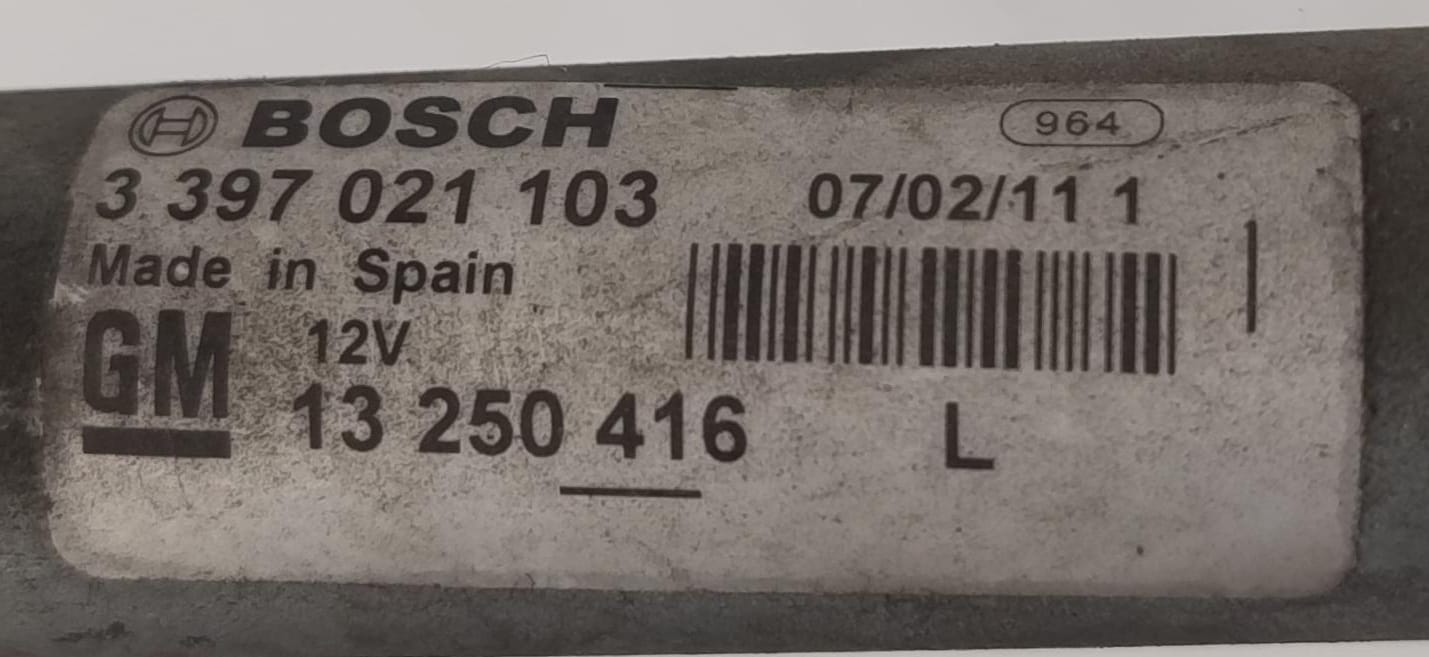 BOSCH
964
3 397 021 103
07/02/11 1
Made in Spain
GM
12V
13 250 416
L